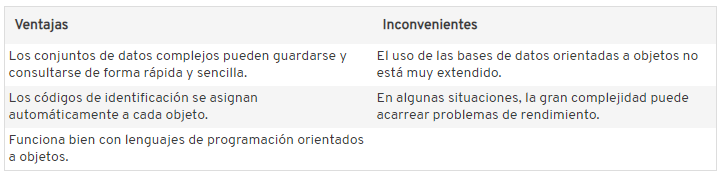 Ventajas
Inconvenientes
Los conjuntos de datos complejos pueden guardarse y
consultarse de forma rápida y sencilla.
El uso de las bases de datos orientadas a objetos no
está muy extendido.
Los códigos de identificación se asignan
automáticamente a cada objeto.
En algunas situaciones, la gran complejidad puede
acarrear problemas de rendimiento.
Funciona bien con lenguajes de programación orientados
a objetos.